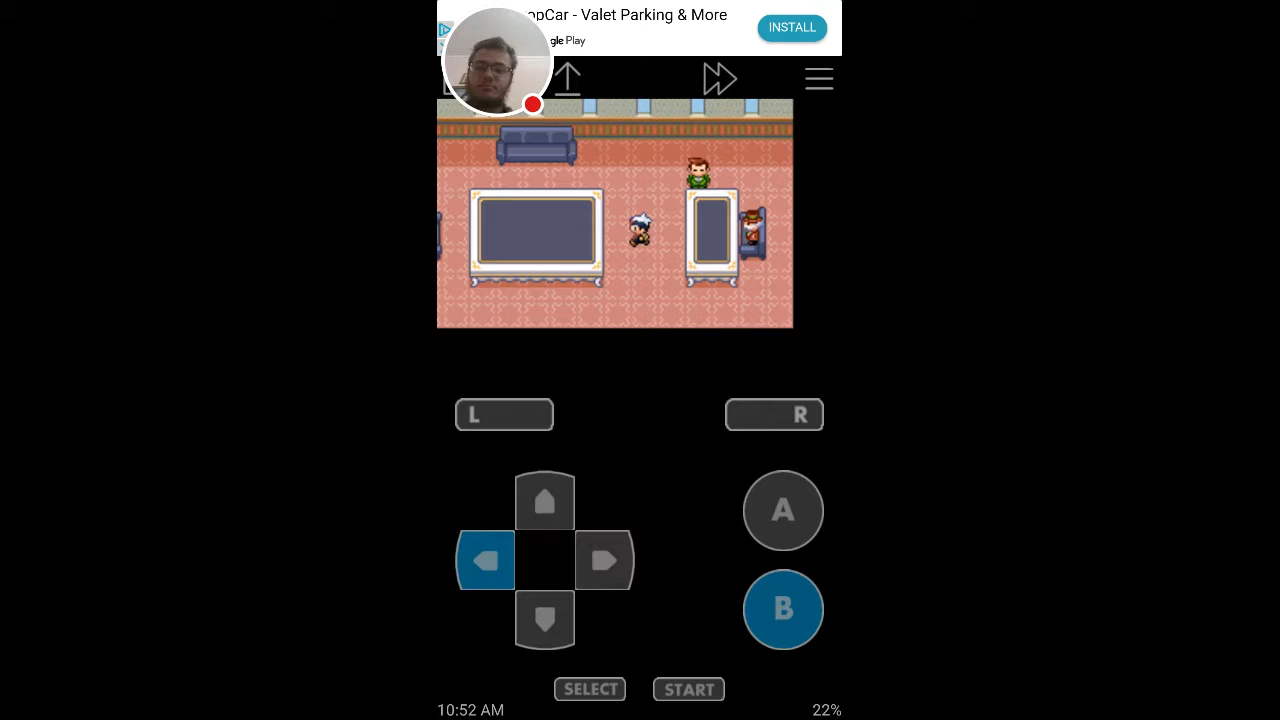 opCar - Valet Parking & More
INSTALL
gle Play
L
R
A
B
SELECT
START
10:52 AM
22%